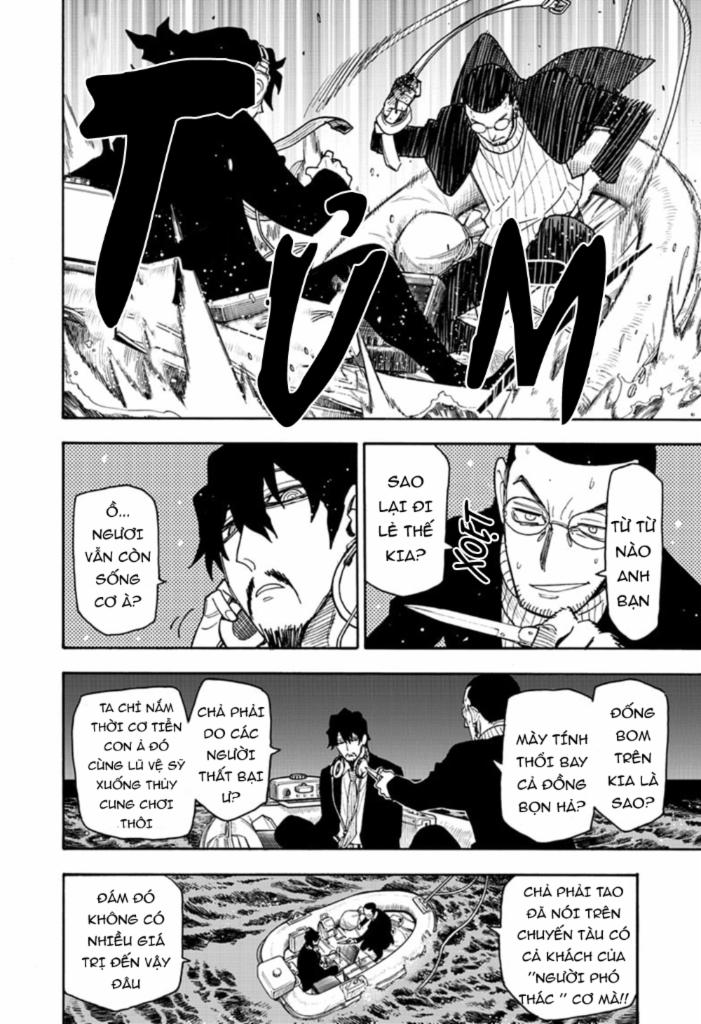 TÙM
TỪ TỪ
NÀO
ANH
BẠN
SAO
LẠI ĐI
LẺ THẾ
KIA?
XOẸT
Ồ...
NGƯƠI
VẪN CÒN
SỐNG
CƠ À?
ĐỐNG
BOM
TRÊN
KIA LÀ
SAO?
MÀY TÍNH
THỔI BAY
CẢ ĐỒNG
BỌN HẢ?
CHẢ PHẢI
DO CÁC
NGƯỜI
THẤT BẠI
Ư?
TA CHỈ NẮM
THỜI CƠ TIỄN
CON Ả ĐÓ
CÙNG LŨ VỆ SỸ
XUỐNG THỦY
CUNG CHƠI
THÔI
CHẢ PHẢI TAO
ĐÃ NÓI TRÊN
CHUYẾN TÀU CÓ
CẢ KHÁCH CỦA
"NGƯỜI PHÓ
THÁC " CƠ MÀ!!
ĐÁM ĐÓ
KHÔNG CÓ
NHIỀU GIÁ
TRỊ ĐẾN VẬY
ĐÂU